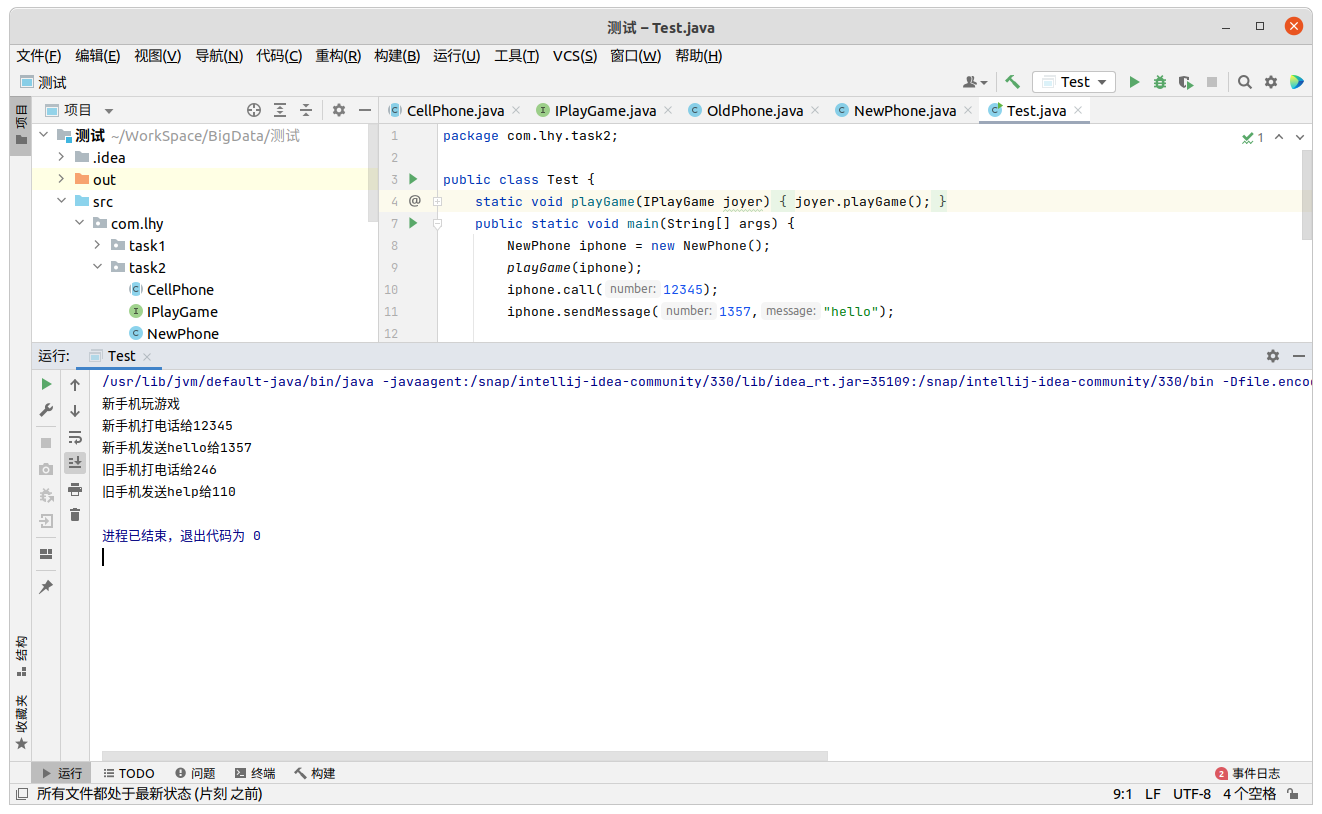 测试 – Test.java
文件(F) 编辑(E) 视图(V) 导航(N) 代码(C) 重构(R) 构建(B) 运行(U) 工具(T) VCS(S) 窗口(W) 帮助(H)
测试
Test
项目
项目
CellPhone.java
IPlayGame.java
OldPhone.java
NewPhone.java
Test.java
测试 ~/WorkSpace/BigData/测试
.idea
out
src
com.lhy
task1
task2
CellPhone
IPlayGame
NewPhone
1 package com.lhy.task2;
2
3 public class Test {
4 @ static void playGame(IPlayGame joyer) { joyer.playGame(); }
7 public static void main(String[] args) {
8 NewPhone iphone = new NewPhone();
9 playGame(iphone);
10 iphone.call( number: 12345);
11 iphone.sendMessage( number: 1357, message: "hello");
12
1
运行: Test
/usr/lib/jvm/default-java/bin/java -javaagent:/snap/intellij-idea-community/330/lib/idea_rt.jar=35109:/snap/intellij-idea-community/330/bin -Dfile.enco
新手机玩游戏
新手机打电话给12345
新手机发送hello给1357
旧手机打电话给246
旧手机发送help给110
进程已结束，退出代码为 0
结构
收藏夹
运行 TODO 问题 终端 构建
2 事件日志
所有文件都处于最新状态 (片刻 之前)
9:1 LF UTF-8 4 个空格